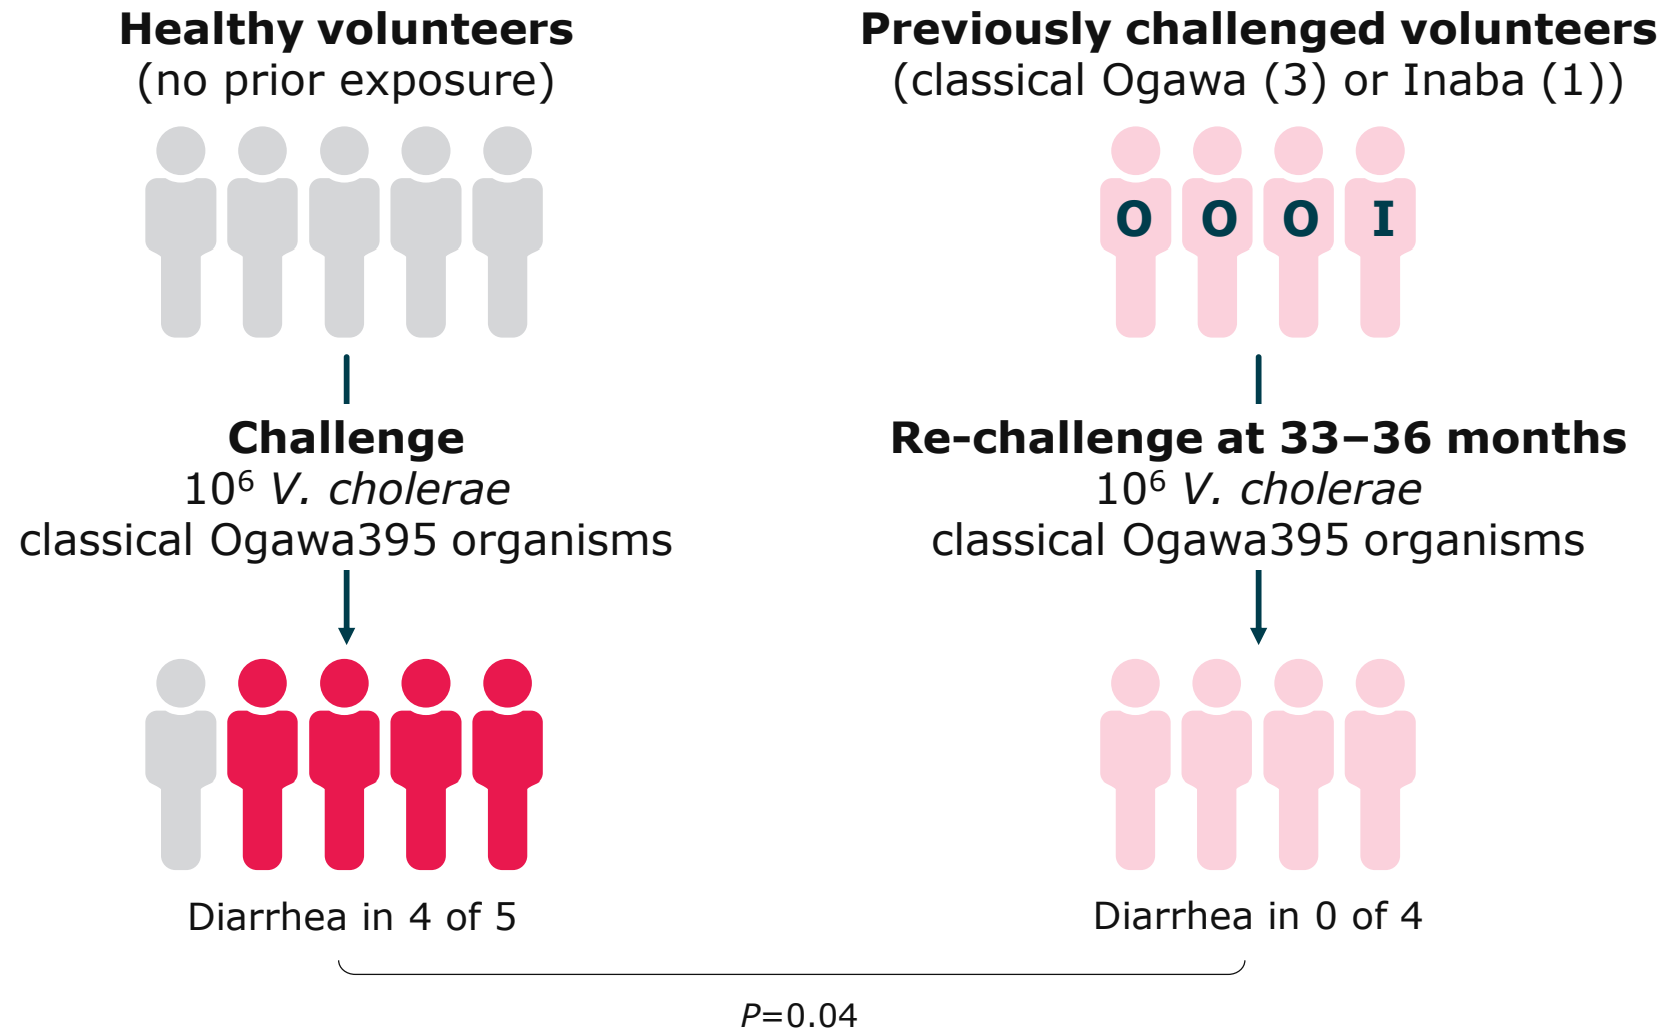 Healthy volunteers
(no prior exposure)
Previously challenged volunteers
(classical Ogawa (3) or Inaba (1))
O O O I
Challenge
10⁶ V. cholerae
classical Ogawa395 organisms
Re-challenge at 33–36 months
10⁶ V. cholerae
classical Ogawa395 organisms
Diarrhea in 4 of 5
Diarrhea in 0 of 4
P=0.04